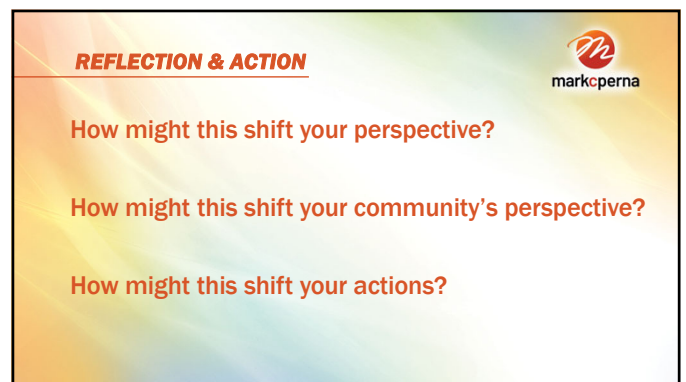 REFLECTION & ACTION
markcperna
How might this shift your perspective?
How might this shift your community's perspective?
How might this shift your actions?